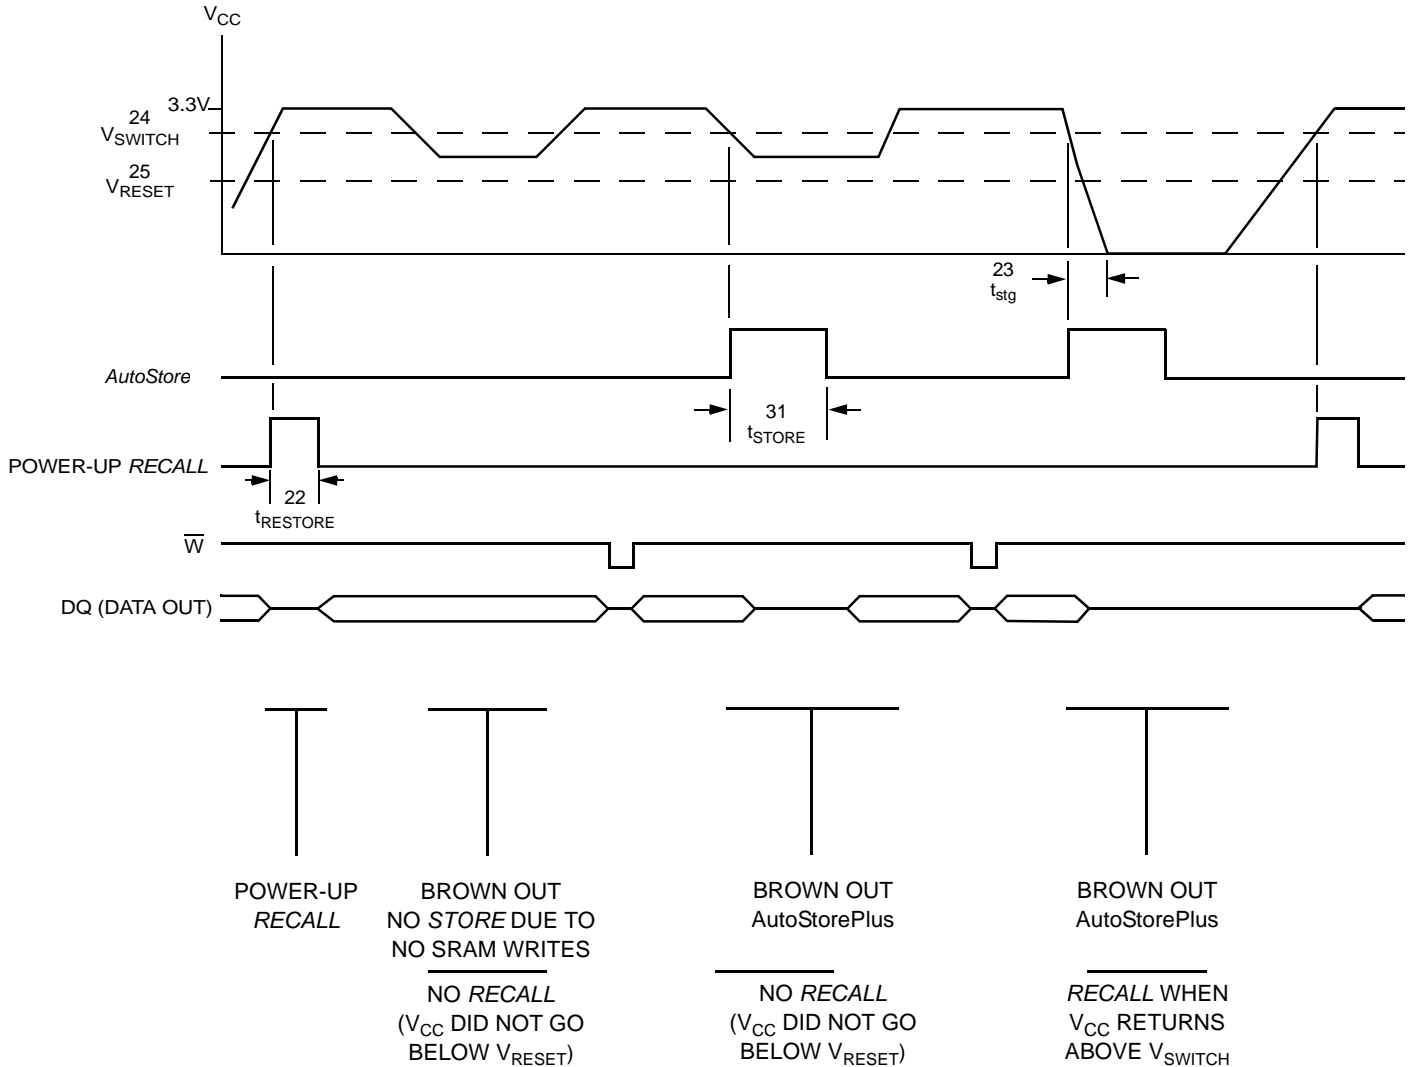 VCC
3.3V
24
VSWITCH
25
VRESET
23
tstg
AutoStore
31
tSTORE
POWER-UP RECALL
22
tRESTORE
W
DQ (DATA OUT)
POWER-UP
RECALL
BROWN OUT
NO STORE DUE TO
NO SRAM WRITES
NO RECALL
(VCC DID NOT GO
BELOW VRESET)
BROWN OUT
AutoStorePlus
NO RECALL
(VCC DID NOT GO
BELOW VRESET)
BROWN OUT
AutoStorePlus
RECALL WHEN
VCC RETURNS
ABOVE VSWITCH